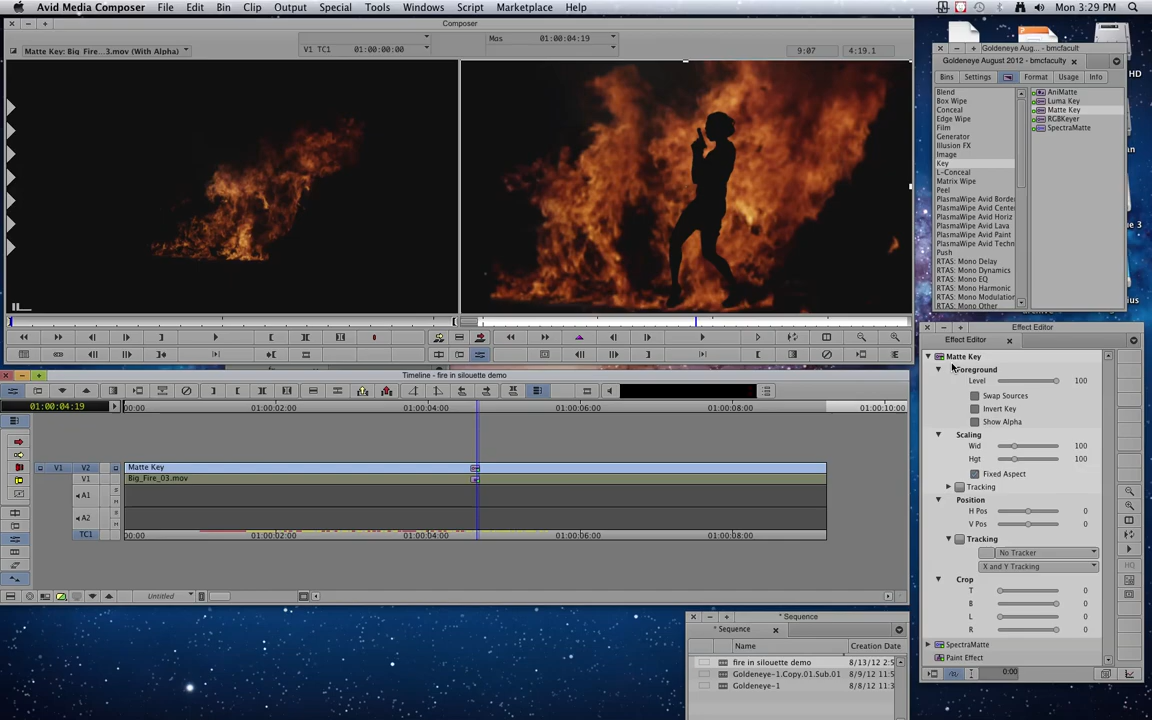 Avid Media Composer File Edit Bin Clip Output Special Tools Windows Script Marketplace Help Mon 3:29 PM
Composer
Matte Key: Big_Fire...3.mov (With Alpha)
V1 TC1 01:00:00:00
Mas 01:00:04:19
9:07 4:19.1
Goldeneye Aug... - bmcfacult
Goldeneye August 2012 - bmcfaculty
Bins Settings Format Usage Info
Blend
Box Wipe
Conceal
Edge Wipe
Film
Generator
Illusion FX
Image
Key
L-Conceal
Matrix Wipe
Peel
PlasmaWipe Avid Borde
PlasmaWipe Avid Cente
PlasmaWipe Avid Horiz
PlasmaWipe Avid Lava
PlasmaWipe Avid Paint
PlasmaWipe Avid Techn
Push
RTAS: Mono Delay
RTAS: Mono Dynamics
RTAS: Mono EQ
RTAS: Mono Harmonic
RTAS: Mono Modulation
RTAS: Mono Other
AniMatte
Luma Key
Matte Key
RGBKeyer
SpectraMatte
HD
e 3
ius
Timeline - fire in silouette demo
01:00:04:19
00:00 01:00:02:00 01:00:04:00 01:00:06:00 01:00:08:00 01:00:10:00
V1 V2 Matte Key
V1 Big_Fire_03.mov
A1 S M
A2 S M
TC1 00:00 01:00:02:00 01:00:04:00 01:00:06:00 01:00:08:00
Untitled
Effect Editor
Effect Editor
Matte Key
Foreground
Level 100
Swap Sources
Invert Key
Show Alpha
Scaling
Wid 100
Hgt 100
Fixed Aspect
Tracking
Position
H Pos 0
V Pos 0
Tracking
No Tracker
X and Y Tracking
Crop
T 0
B 0
L 0
R 0
SpectraMatte
Paint Effect
0:00
HQ
* Sequence
* Sequence
Name Creation Date
fire in silouette demo 8/13/12 2:5
Goldeneye-1.Copy.01.Sub.01 8/9/12 5
Goldeneye-1 8/8/12 11:3